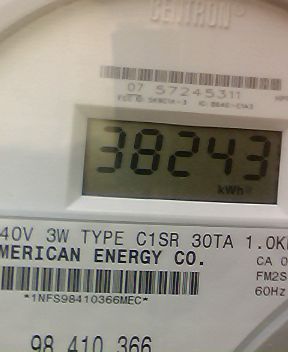 CENTRON®
07 57245311
38243
kWh
40V 3W TYPE C1SR 30TA 1.0K
MERICAN ENERGY CO.
CA 0
FM2S
60Hz
*1NFS98410366MEC*
98 410 366